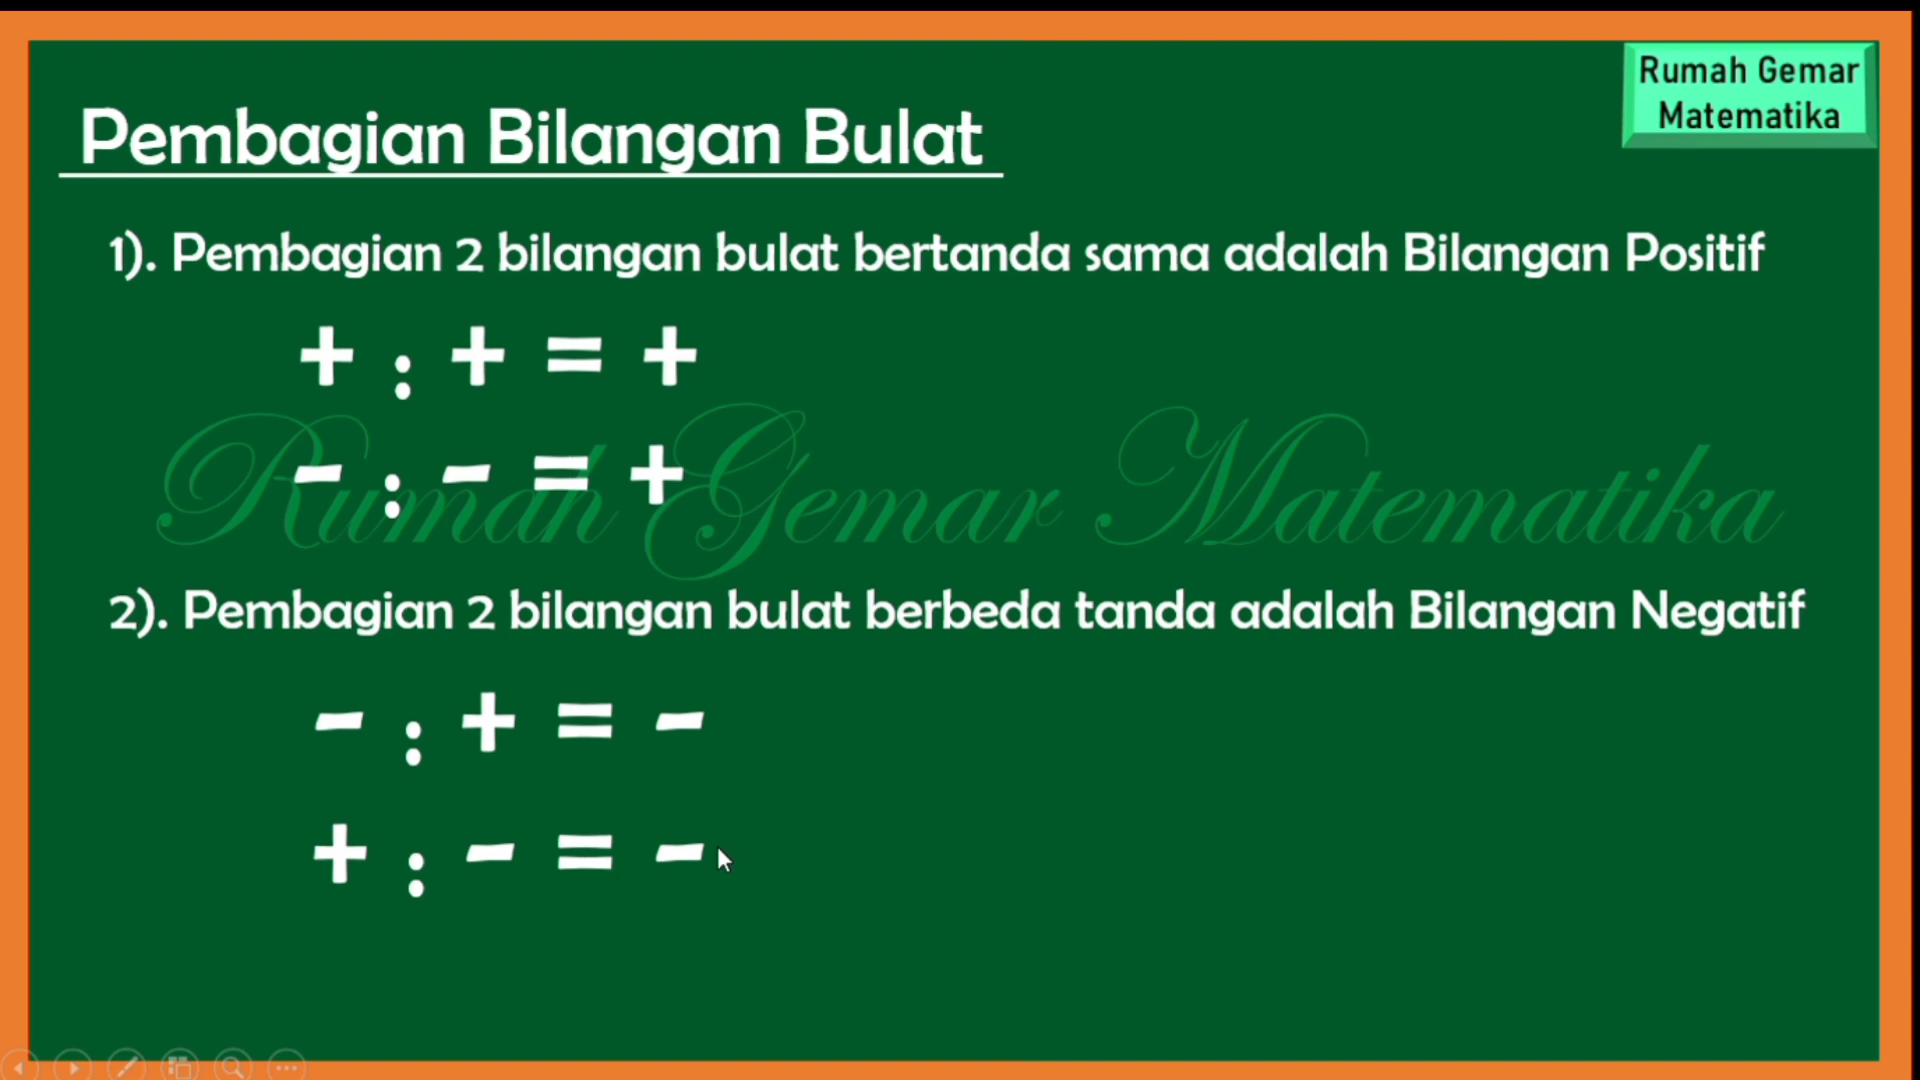 Rumah Gemar
Matematika
Pembagian Bilangan Bulat
1). Pembagian 2 bilangan bulat bertanda sama adalah Bilangan Positif
+ : + = +
- : - = +
Rumah Gemar Matematika
2). Pembagian 2 bilangan bulat berbeda tanda adalah Bilangan Negatif
- : + = -
+ : - = -